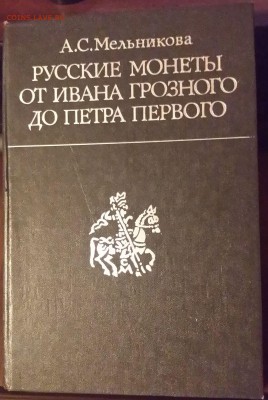 А.С.Мельникова
РУССКИЕ МОНЕТЫ
ОТ ИВАНА ГРОЗНОГО
ДО ПЕТРА ПЕРВОГО